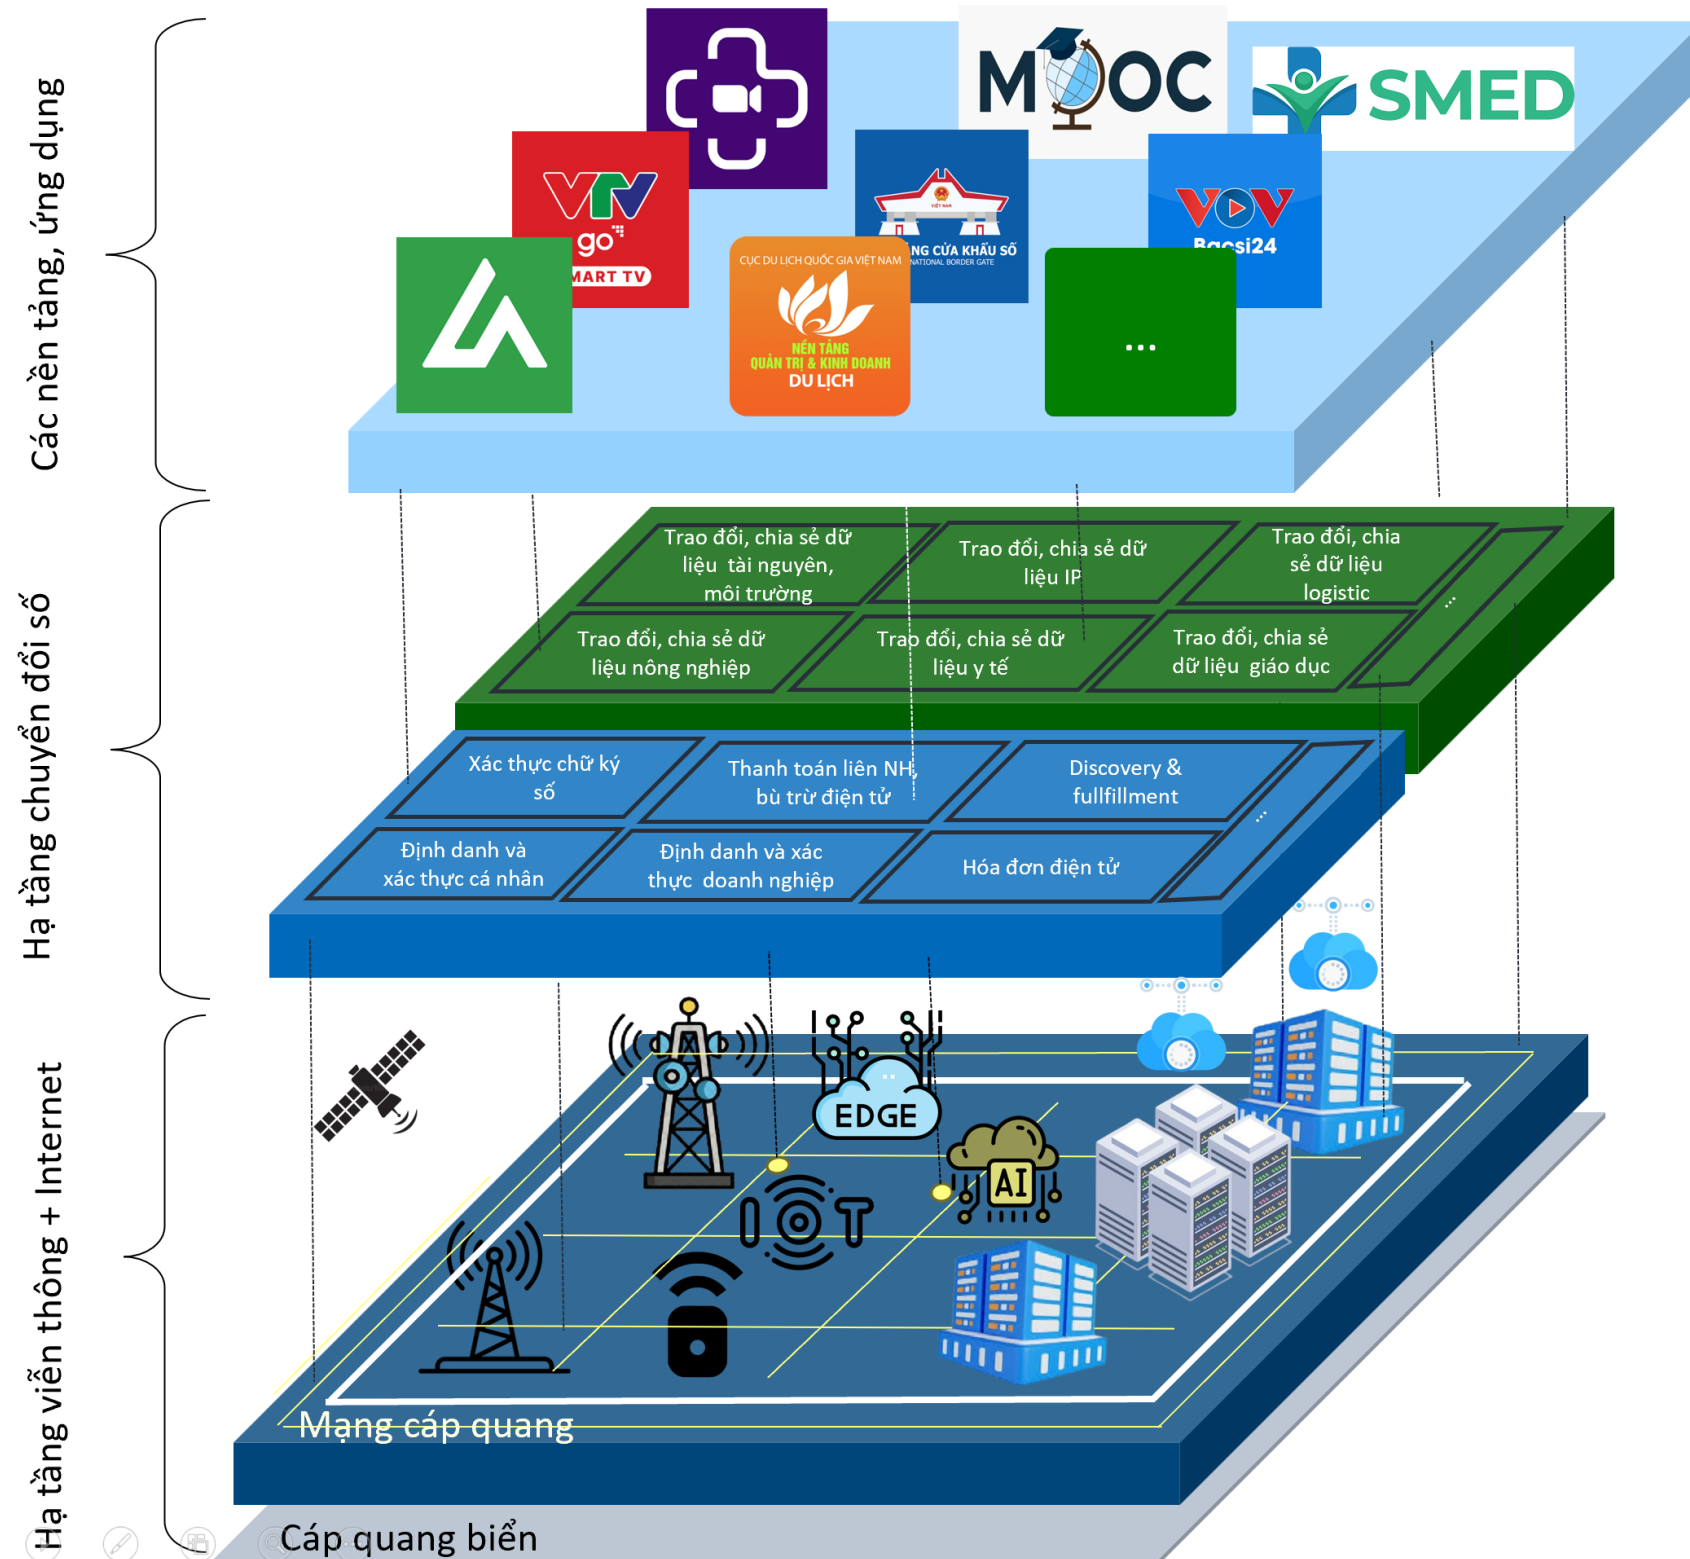 Các nền tảng, ứng dụng
MOOC
SMED
VTV
go
MART TV
VIỆT NAM
NG CỬA KHẨU SỐ
NATIONAL BORDER GATE
VOV
Bacsi24
CỤC DU LỊCH QUỐC GIA VIỆT NAM
NỀN TẢNG
QUẢN TRỊ & KINH DOANH
DU LỊCH
...
Hạ tầng chuyển đổi số
Trao đổi, chia sẻ dữ
liệu tài nguyên,
môi trường
Trao đổi, chia sẻ dữ
liệu IP
Trao đổi, chia
sẻ dữ liệu
logistic
...
Trao đổi, chia sẻ dữ
liệu nông nghiệp
Trao đổi, chia sẻ dữ
liệu y tế
Trao đổi, chia sẻ
dữ liệu giáo dục
Xác thực chữ ký
số
Thanh toán liên NH,
bù trừ điện tử
Discovery &
fullfillment
...
Định danh và
xác thực cá nhân
Định danh và xác
thực doanh nghiệp
Hóa đơn điện tử
Hạ tầng viễn thông + Internet
EDGE
AI
IOT
Mạng cáp quang
Cáp quang biển